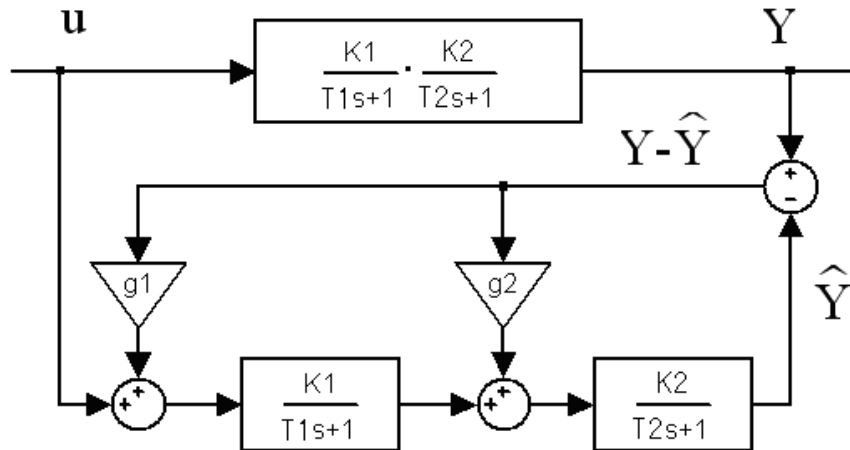 u
Y
K1
T1s+1
·
K2
T2s+1
Y-Ŷ
g1
g2
Ŷ
+
-
+
+
K1
T1s+1
+
+
K2
T2s+1